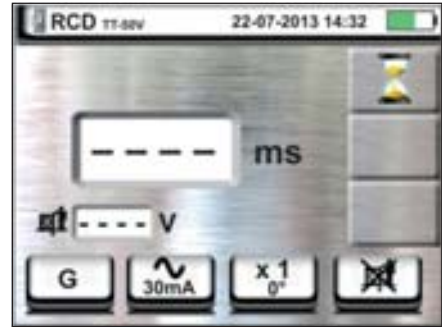 RCD TT-50V 22-07-2013 14:32
---- ms
---- V
G 30mA x 1 0°